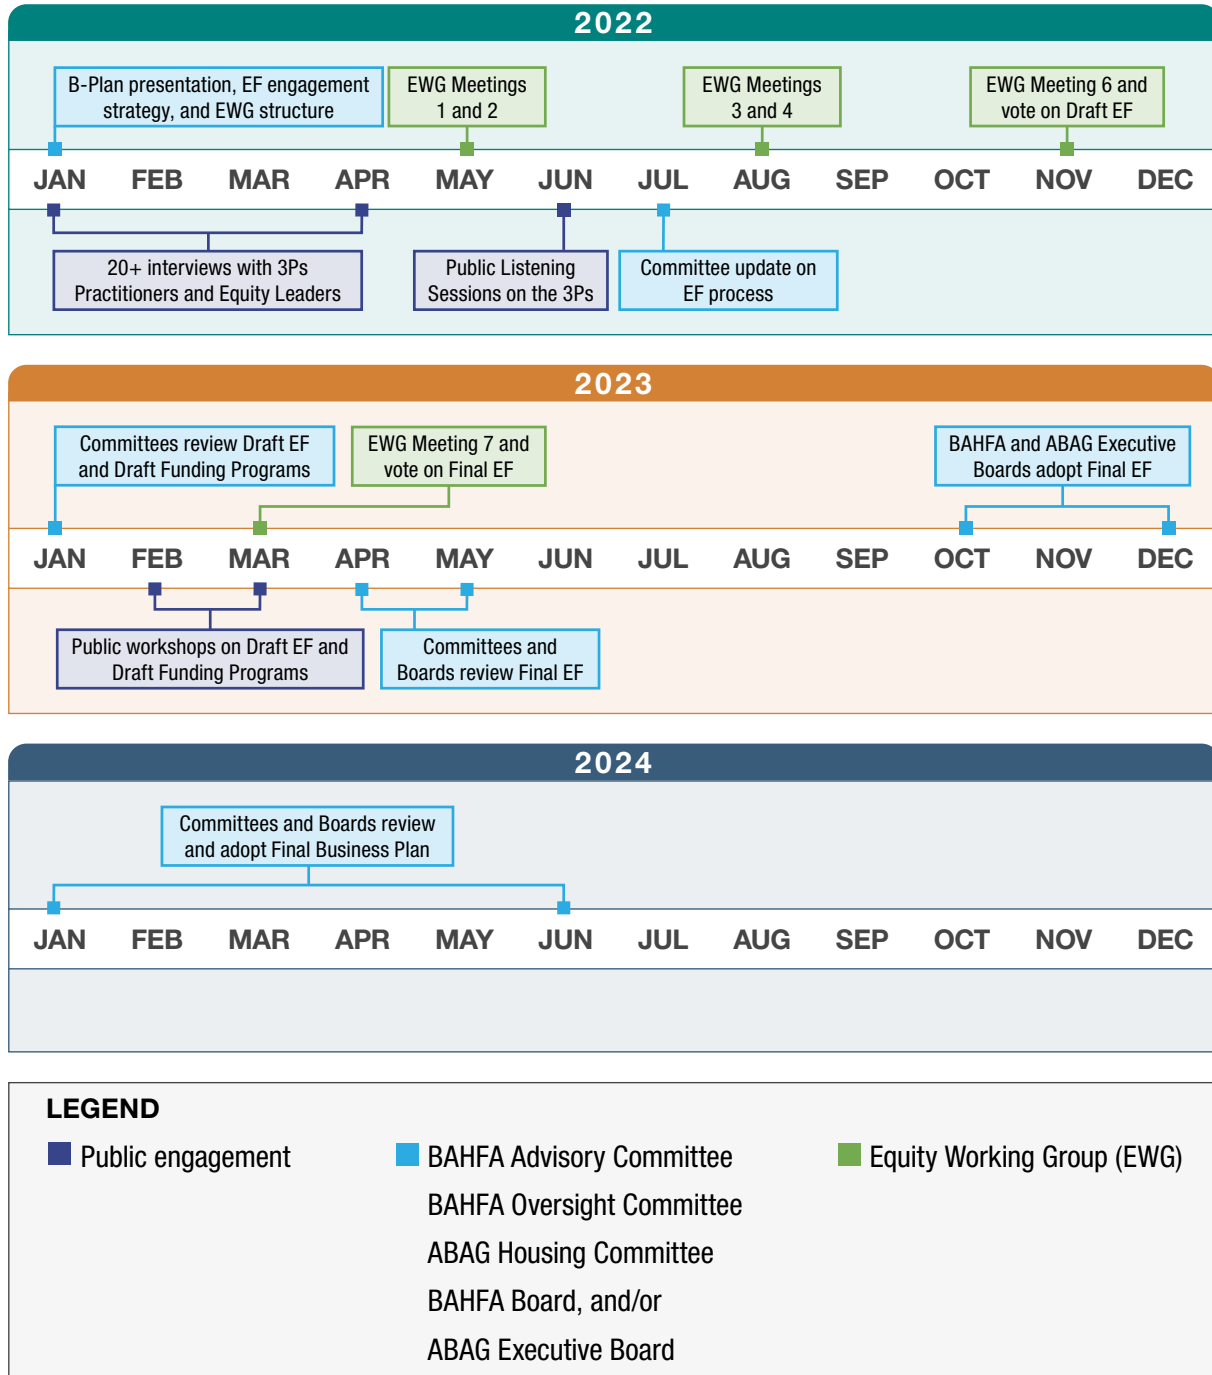 2022
B-Plan presentation, EF engagement
strategy, and EWG structure
EWG Meetings
1 and 2
EWG Meetings
3 and 4
EWG Meeting 6 and
vote on Draft EF
JAN FEB MAR APR MAY JUN JUL AUG SEP OCT NOV DEC
20+ interviews with 3Ps
Practitioners and Equity Leaders
Public Listening
Sessions on the 3Ps
Committee update on
EF process
2023
Committees review Draft EF
and Draft Funding Programs
EWG Meeting 7 and
vote on Final EF
BAHFA and ABAG Executive
Boards adopt Final EF
JAN FEB MAR APR MAY JUN JUL AUG SEP OCT NOV DEC
Public workshops on Draft EF and
Draft Funding Programs
Committees and
Boards review Final EF
2024
Committees and Boards review
and adopt Final Business Plan
JAN FEB MAR APR MAY JUN JUL AUG SEP OCT NOV DEC
LEGEND
Public engagement
BAHFA Advisory Committee
BAHFA Oversight Committee
ABAG Housing Committee
BAHFA Board, and/or
ABAG Executive Board
Equity Working Group (EWG)